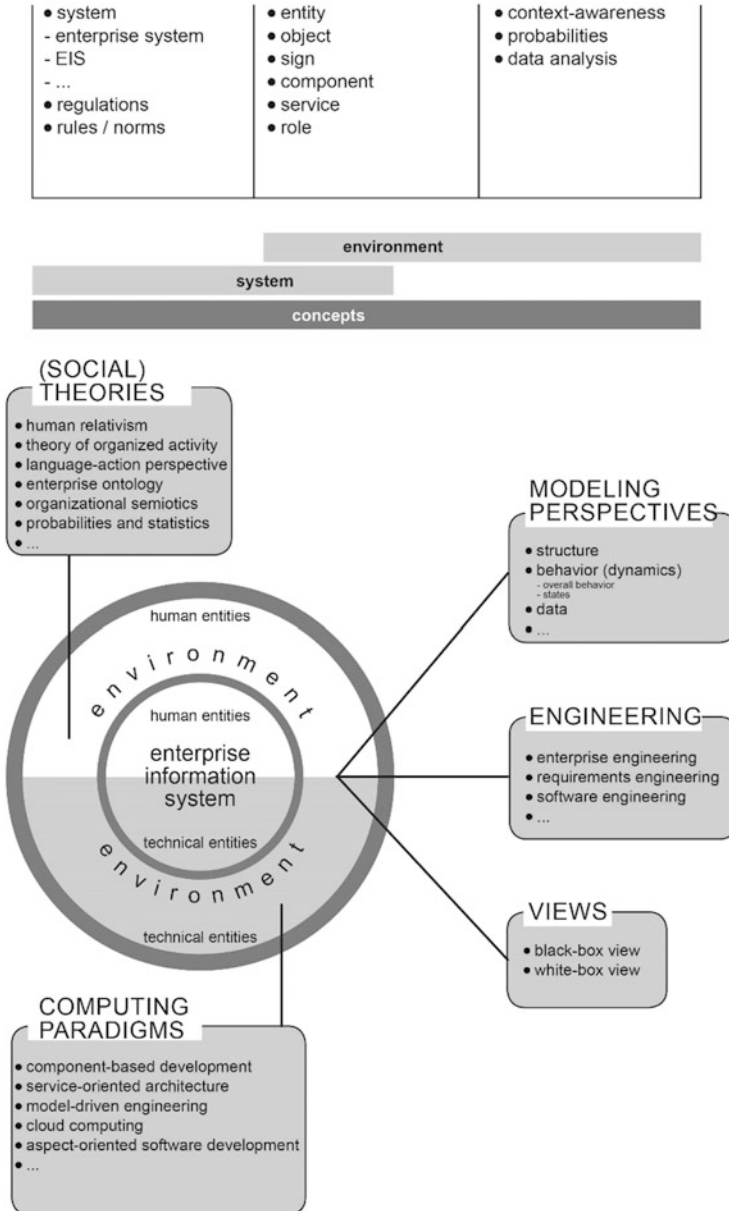 ● system
- enterprise system
- EIS
- ...
● regulations
● rules / norms
● entity
● object
● sign
● component
● service
● role
● context-awareness
● probabilities
● data analysis
environment
system
concepts
(SOCIAL)
THEORIES
● human relativism
● theory of organized activity
● language-action perspective
● enterprise ontology
● organizational semiotics
● probabilities and statistics
● ...
human entities
environment
human entities
enterprise
information
system
technical entities
environment
technical entities
MODELING
PERSPECTIVES
● structure
● behavior (dynamics)
- overall behavior
- states
● data
● ...
ENGINEERING
● enterprise engineering
● requirements engineering
● software engineering
● ...
VIEWS
● black-box view
● white-box view
COMPUTING
PARADIGMS
● component-based development
● service-oriented architecture
● model-driven engineering
● cloud computing
● aspect-oriented software development
● ...